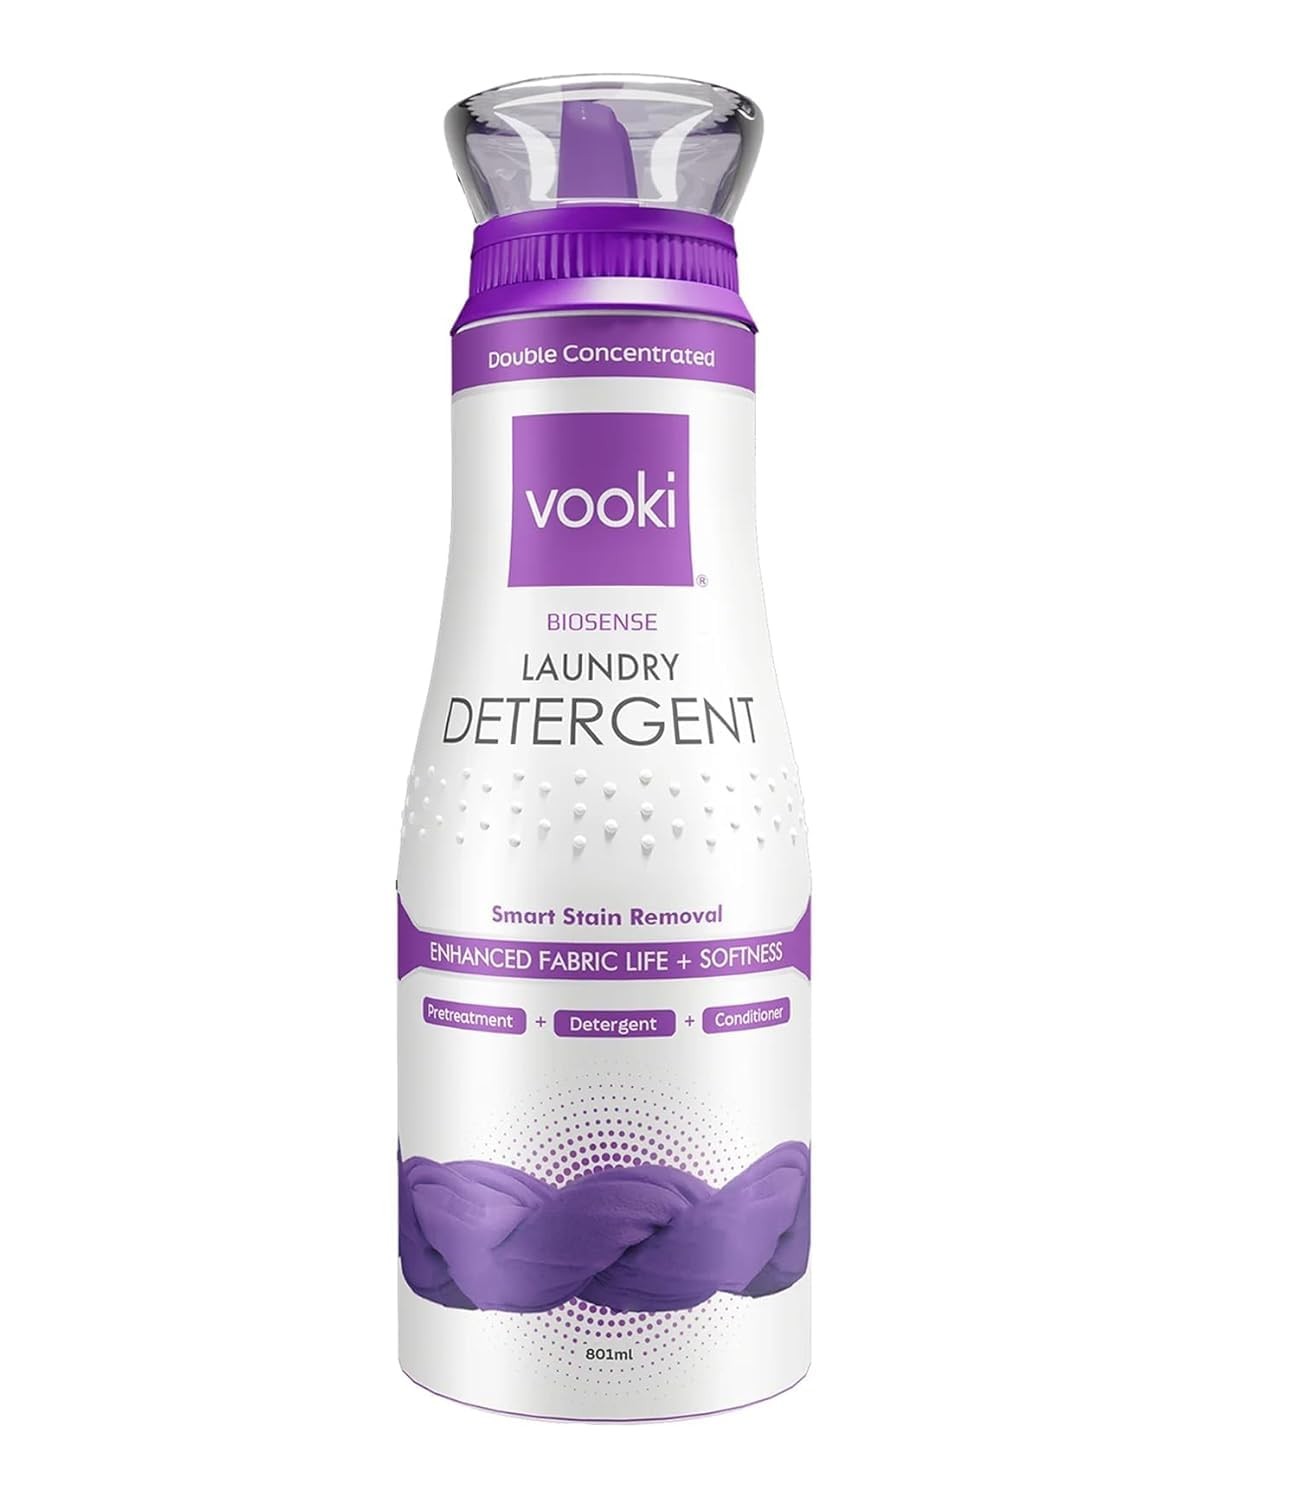 Double Concentrated
vooki
®
BIOSENSE
LAUNDRY
DETERGENT
Smart Stain Removal
ENHANCED FABRIC LIFE + SOFTNESS
Pretreatment + Detergent + Conditioner
801ml